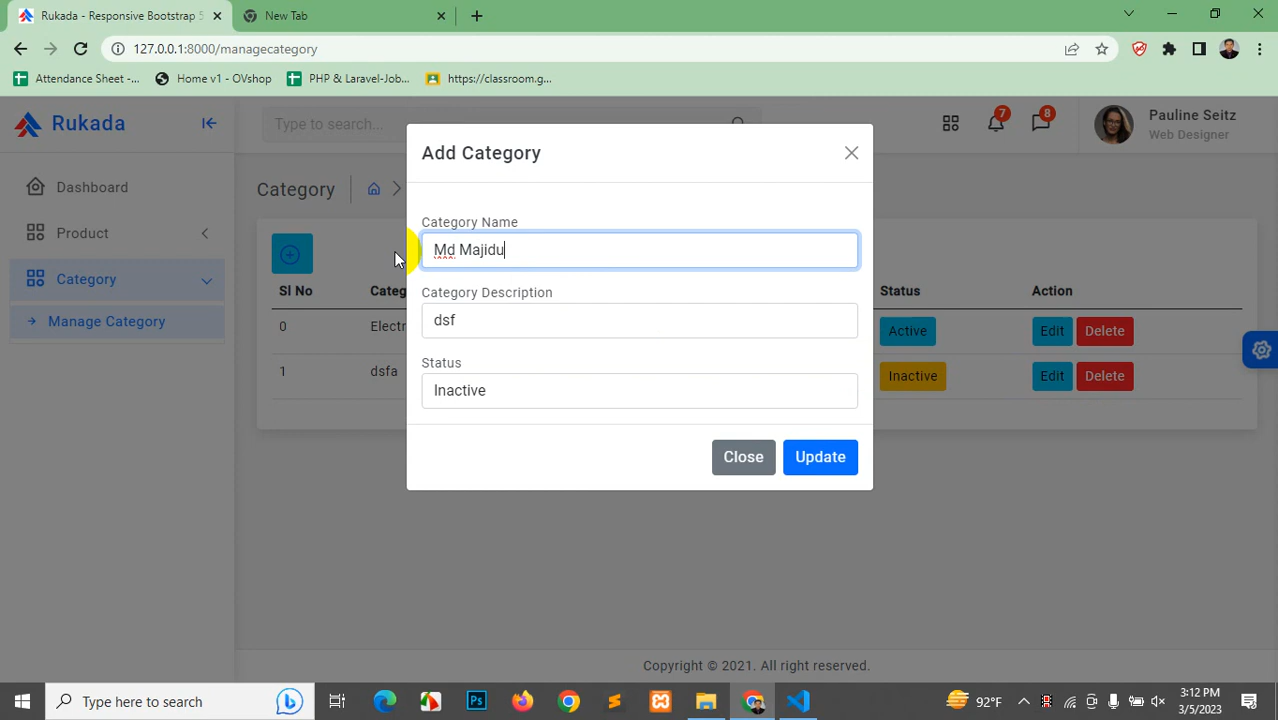 Rukada - Responsive Bootstrap 5
New Tab
127.0.0.1:8000/managecategory
Attendance Sheet -...
Home v1 - OVshop
PHP & Laravel-Job...
https://classroom.g...
Rukada
Type to search...
7
8
Pauline Seitz
Web Designer
Dashboard
Product
Category
Manage Category
Category
Sl No
Categ
Status
Action
0
Electr
Active
Edit
Delete
1
dsfa
Inactive
Edit
Delete
Add Category
Category Name
Md Majidu
Category Description
dsf
Status
Inactive
Close
Update
Copyright © 2021. All right reserved.
Type here to search
Ps
92°F
3:12 PM
3/5/2023